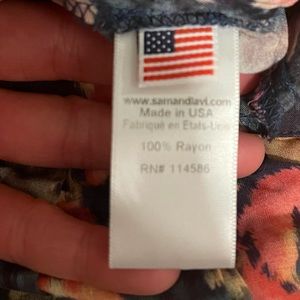 www.samandlavi.com
Made in USA
Fabriqué en États-Unis
100% Rayon
RN# 114586